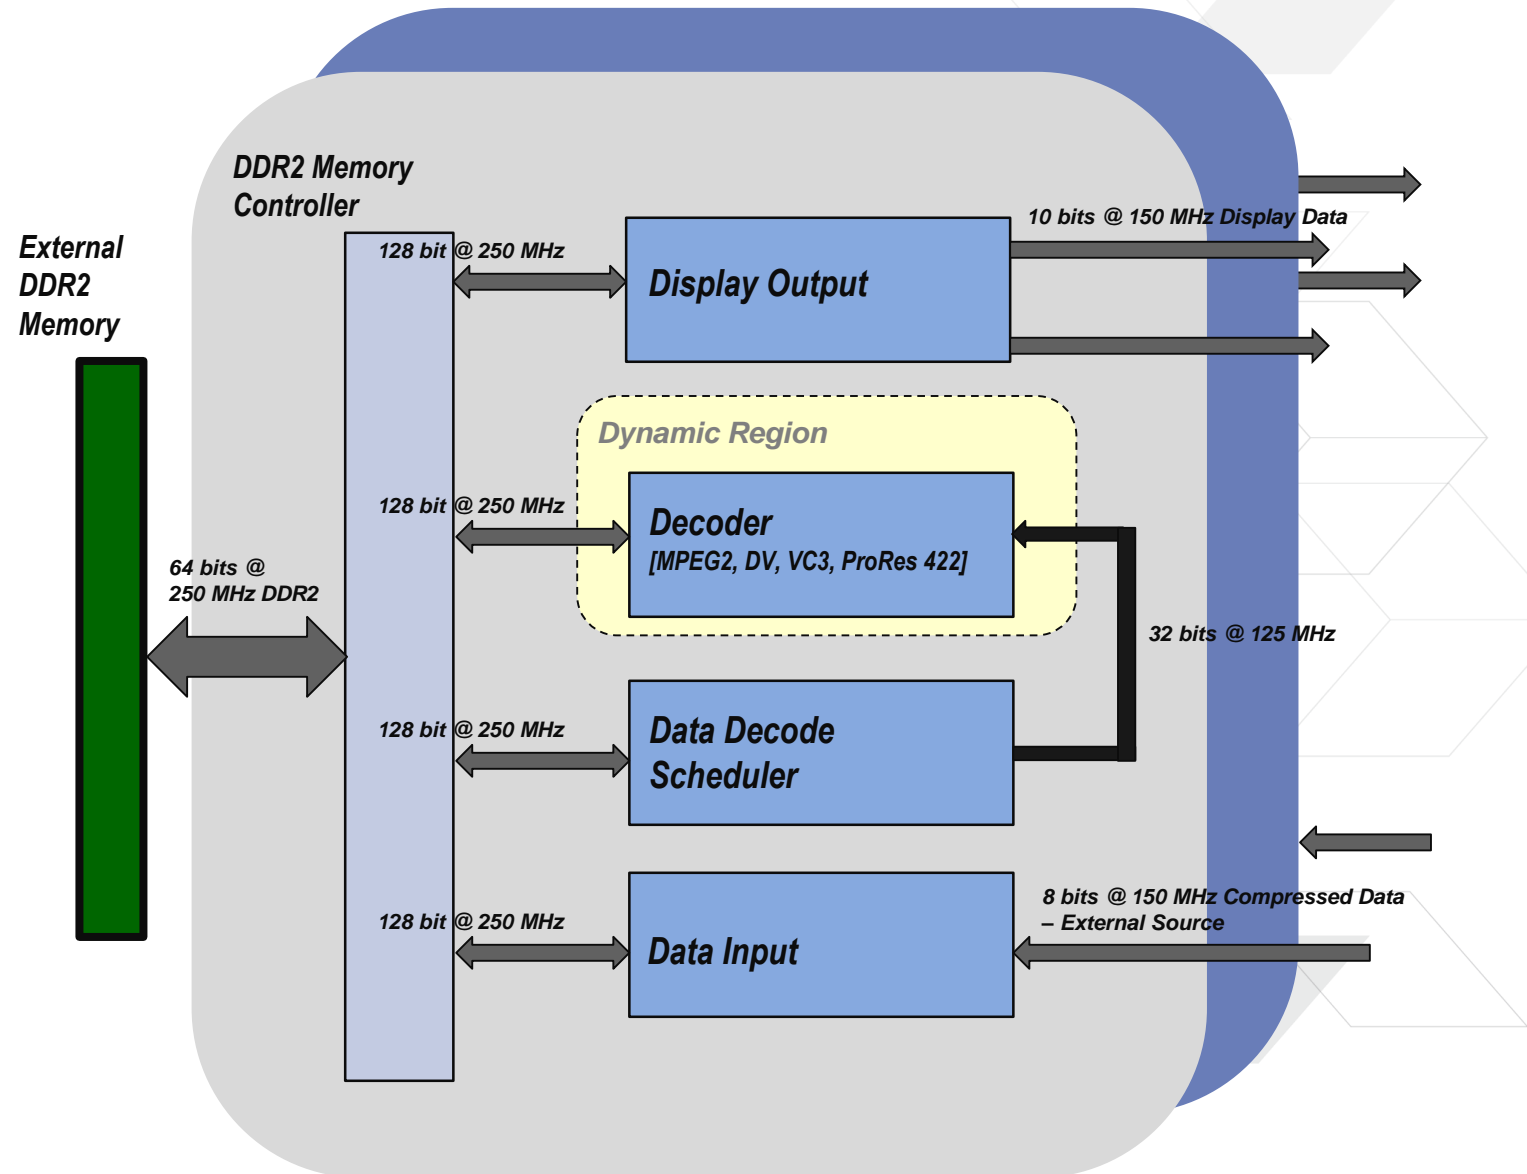 DDR2 Memory
Controller
External
DDR2
Memory
128 bit @ 250 MHz
Display Output
10 bits @ 150 MHz Display Data
Dynamic Region
128 bit @ 250 MHz
Decoder
[MPEG2, DV, VC3, ProRes 422]
64 bits @
250 MHz DDR2
32 bits @ 125 MHz
128 bit @ 250 MHz
Data Decode
Scheduler
128 bit @ 250 MHz
Data Input
8 bits @ 150 MHz Compressed Data
– External Source